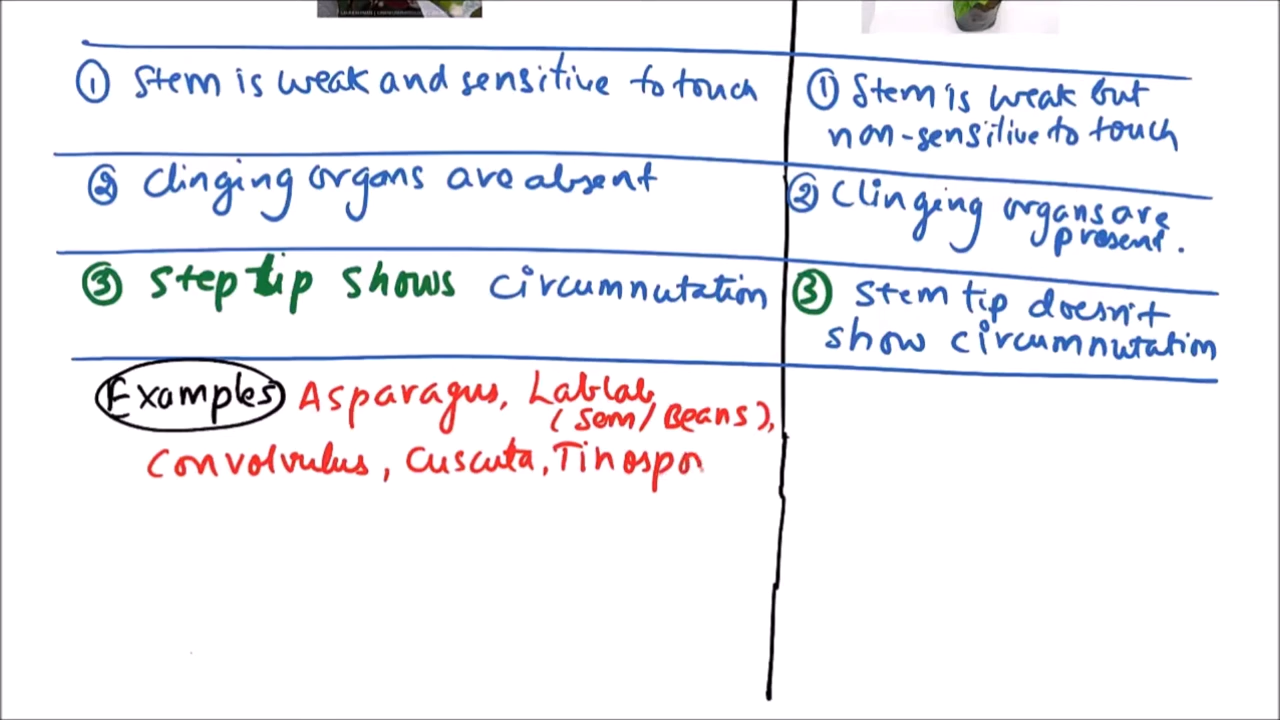 ① Stem is weak and sensitive to touch
② Clinging organs are absent
③ Step tip shows circumnutation
Examples Asparagus, Lablab
(Sem/Beans),
Convolvulus, Cuscuta, Tinospor
① Stem is weak but
non-sensitive to touch
② Clinging organs are
present.
③ Stem tip doesn't
show circumnutation